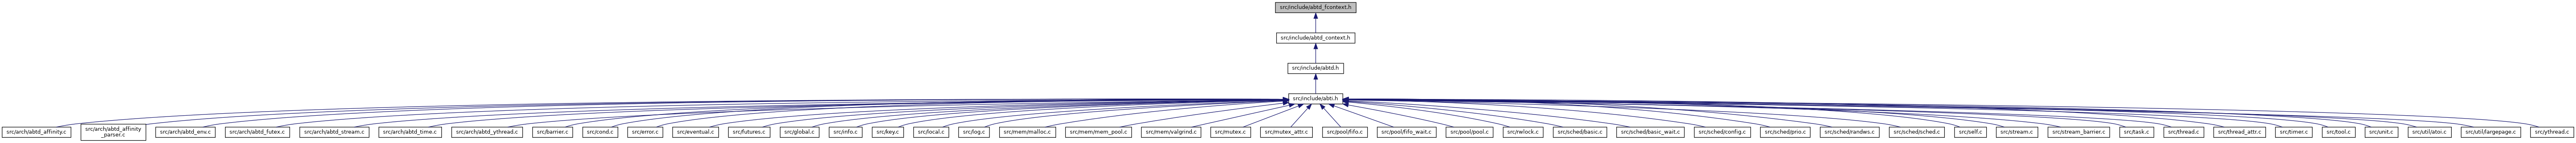 src/include/abtd_fcontext.h
src/include/abtd_context.h
src/include/abtd.h
src/include/abti.h
src/arch/abtd_affinity.c
src/arch/abtd_affinity
_parser.c
src/arch/abtd_env.c
src/arch/abtd_futex.c
src/arch/abtd_stream.c
src/arch/abtd_time.c
src/arch/abtd_ythread.c
src/barrier.c
src/cond.c
src/error.c
src/eventual.c
src/futures.c
src/global.c
src/info.c
src/key.c
src/local.c
src/log.c
src/mem/malloc.c
src/mem/mem_pool.c
src/mem/valgrind.c
src/mutex.c
src/mutex_attr.c
src/pool/fifo.c
src/pool/fifo_wait.c
src/pool/pool.c
src/rwlock.c
src/sched/basic.c
src/sched/basic_wait.c
src/sched/config.c
src/sched/prio.c
src/sched/randws.c
src/sched/sched.c
src/self.c
src/stream.c
src/stream_barrier.c
src/task.c
src/thread.c
src/thread_attr.c
src/timer.c
src/tool.c
src/unit.c
src/util/atoi.c
src/util/largepage.c
src/ythread.c